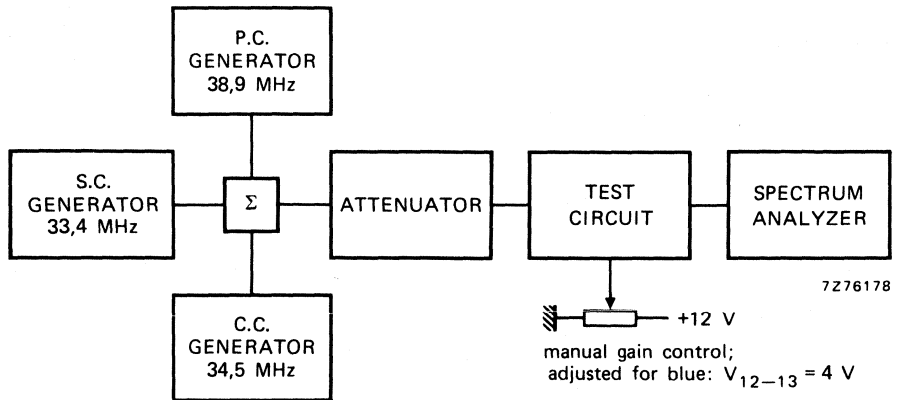 P.C.
GENERATOR
38,9 MHz
S.C.
GENERATOR
33,4 MHz
Σ
ATTENUATOR
TEST
CIRCUIT
SPECTRUM
ANALYZER
7Z76178
C.C.
GENERATOR
34,5 MHz
+12 V
manual gain control;
adjusted for blue: V12–13 = 4 V